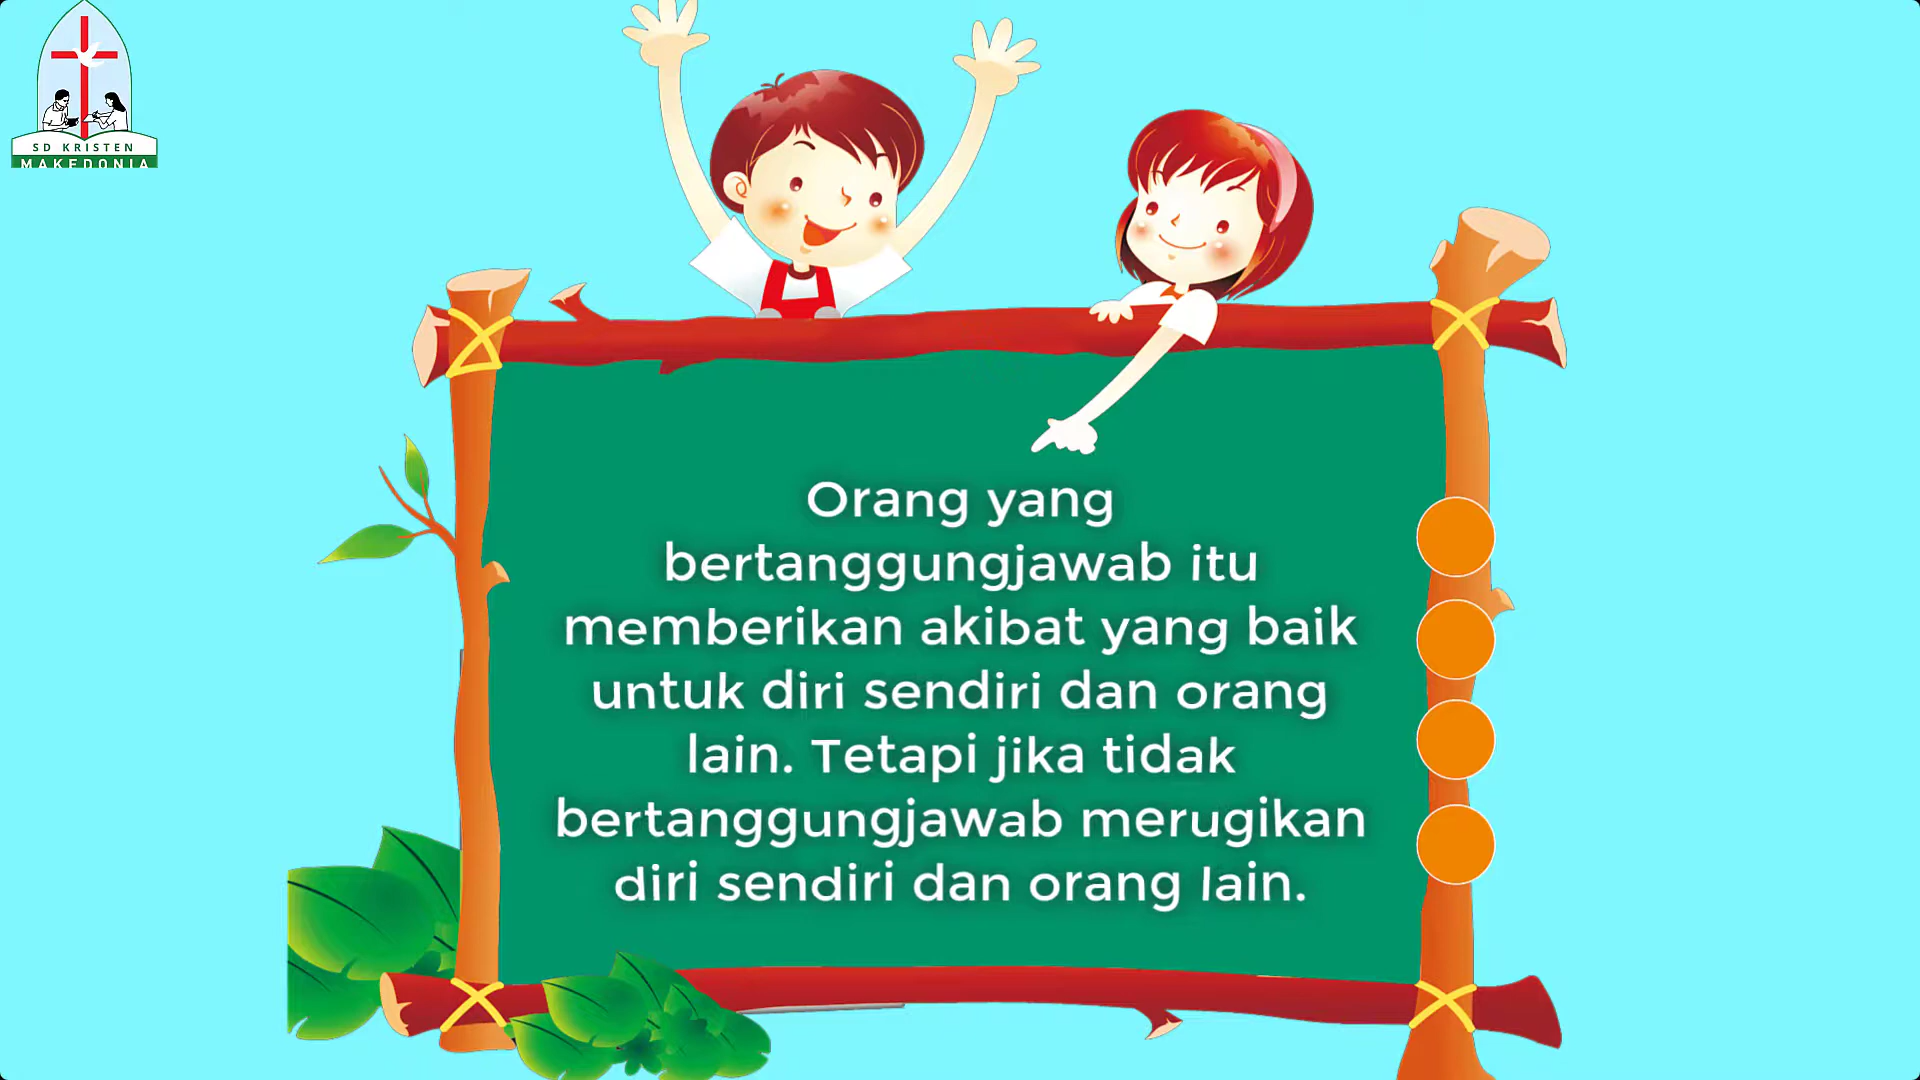 SD KRISTEN
MAKEDONIA
Orang yang
bertanggungjawab itu
memberikan akibat yang baik
untuk diri sendiri dan orang
lain. Tetapi jika tidak
bertanggungjawab merugikan
diri sendiri dan orang lain.